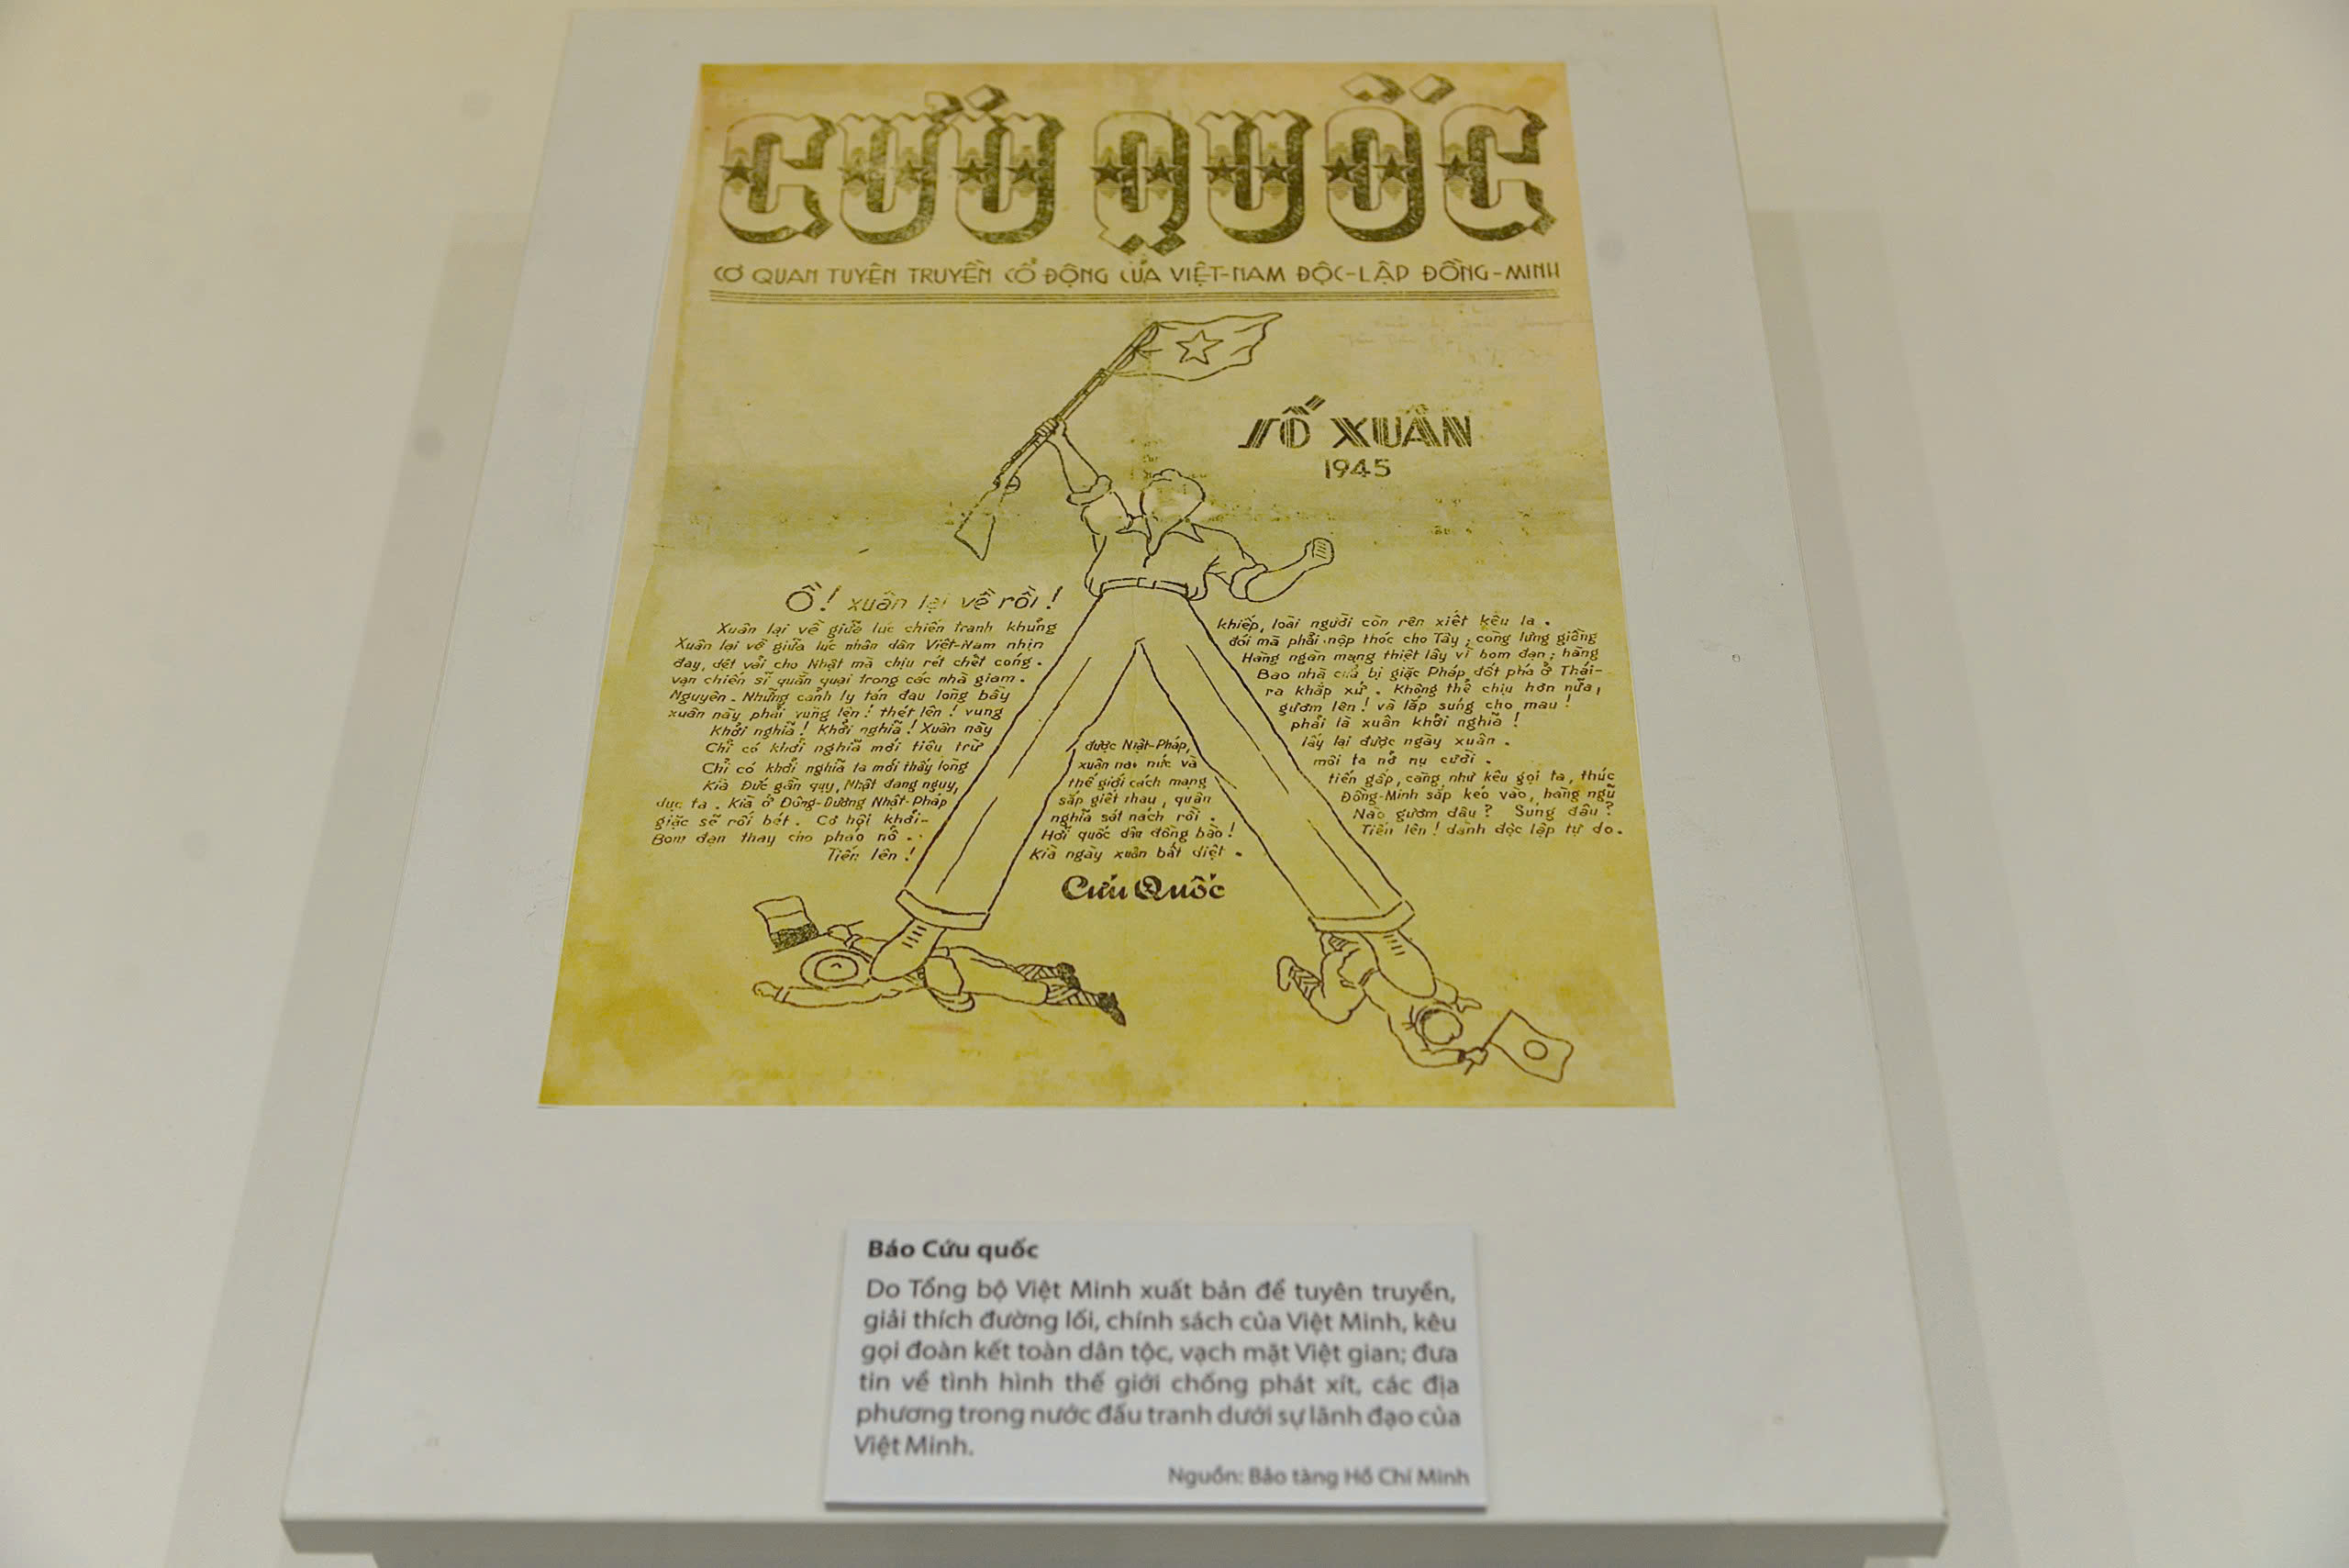 CỨU QUỐC
CƠ QUAN TUYÊN TRUYỀN CỔ ĐỘNG CỦA VIỆT-NAM ĐỘC-LẬP ĐỒNG-MINH
SỐ XUÂN
1945
Ồ! xuân lại về rồi!
Xuân lại về giữa lúc chiến tranh khủng khiếp, loài người còn rên xiết kêu la.
Xuân lại về giữa lúc nhân dân Việt-Nam nhịn đói mà phải nộp thóc cho Tây ; còng lưng giồng
đay, dệt vải cho Nhật mà chịu rét chết cóng. Hàng ngàn mạng thiệt lây vì bom đạn ; hàng
vạn chiến sĩ quằn quại trong các nhà giam. Bao nhà cửa bị giặc Pháp đốt phá ở Thái-
Nguyên. Những cảnh ly tán đau lòng bầy ra khắp xứ. Không thể chịu hơn nữa,
xuân này phải vùng lên! thét lên! vung gươm lên! và lắp súng cho mau!
Khởi nghĩa! Khởi nghĩa! Xuân này phải là xuân khởi nghĩa!
Chỉ có khởi nghĩa mới tiêu trừ được Nhật-Pháp, lấy lại được ngày xuân.
Chỉ có khởi nghĩa ta mới thấy lòng xuân náo nức và môi ta nở nụ cười.
Kià Đức gần quỵ, Nhật đang nguy, thế giới cách mạng tiến gấp, càng như kêu gọi ta, thúc
dục ta. Kià ở Đông-Dương Nhật-Pháp sắp giết nhau, quân Đồng-Minh sắp kéo vào, hàng ngũ
giặc sẽ rối bét. Cơ hội khởi-nghĩa sát nách rồi. Nào gươm đâu? Súng đâu?
Bom đạn thay cho pháo nổ. Hỡi quốc dân đồng bào! Tiến lên! dành độc lập tự do.
Tiến lên! Kià ngày xuân bất diệt.
Cứu Quốc
Báo Cứu quốc
Do Tổng bộ Việt Minh xuất bản để tuyên truyền,
giải thích đường lối, chính sách của Việt Minh, kêu
gọi đoàn kết toàn dân tộc, vạch mặt Việt gian; đưa
tin về tình hình thế giới chống phát xít, các địa
phương trong nước đấu tranh dưới sự lãnh đạo của
Việt Minh.
Nguồn: Bảo tàng Hồ Chí Minh